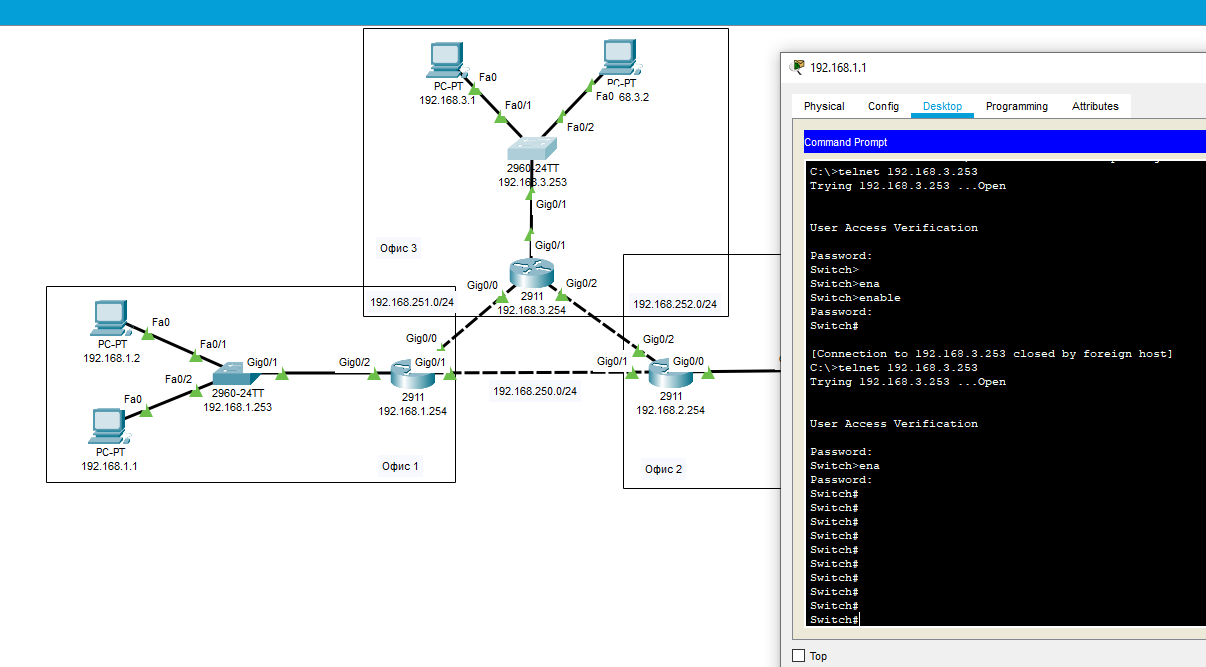 Fa0
PC-PT
192.168.3.1
Fa0/1
PC-PT
Fa0
68.3.2
Fa0/2
2960-24TT
192.168.3.253
Gig0/1
Gig0/1
Офис 3
Gig0/0
Gig0/2
2911
192.168.3.254
192.168.251.0/24
192.168.252.0/24
Fa0
PC-PT
192.168.1.2
Fa0/1
Gig0/1
Fa0/2
2960-24TT
192.168.1.253
Fa0
PC-PT
192.168.1.1
Gig0/0
Gig0/2
Gig0/1
2911
192.168.1.254
Офис 1
192.168.250.0/24
Gig0/2
Gig0/1
Gig0/0
2911
192.168.2.254
Офис 2
192.168.1.1
Physical
Config
Desktop
Programming
Attributes
Command Prompt
C:\>telnet 192.168.3.253
Trying 192.168.3.253 ...Open
User Access Verification
Password:
Switch>
Switch>ena
Switch>enable
Password:
Switch#
[Connection to 192.168.3.253 closed by foreign host]
C:\>telnet 192.168.3.253
Trying 192.168.3.253 ...Open
User Access Verification
Password:
Switch>ena
Password:
Switch#
Switch#
Switch#
Switch#
Switch#
Switch#
Switch#
Switch#
Switch#
Switch#
Top